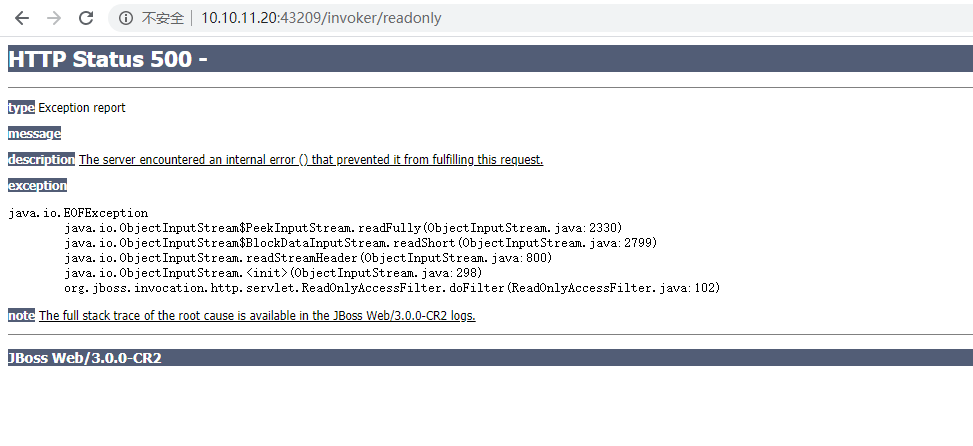 不安全 | 10.10.11.20:43209/invoker/readonly
HTTP Status 500 -
type Exception report
message
description The server encountered an internal error () that prevented it from fulfilling this request.
exception
java.io.EOFException
java.io.ObjectInputStream$PeekInputStream.readFully(ObjectInputStream.java:2330)
java.io.ObjectInputStream$BlockDataInputStream.readShort(ObjectInputStream.java:2799)
java.io.ObjectInputStream.readStreamHeader(ObjectInputStream.java:800)
java.io.ObjectInputStream.<init>(ObjectInputStream.java:298)
org.jboss.invocation.http.servlet.ReadOnlyAccessFilter.doFilter(ReadOnlyAccessFilter.java:102)
note The full stack trace of the root cause is available in the JBoss Web/3.0.0-CR2 logs.
JBoss Web/3.0.0-CR2